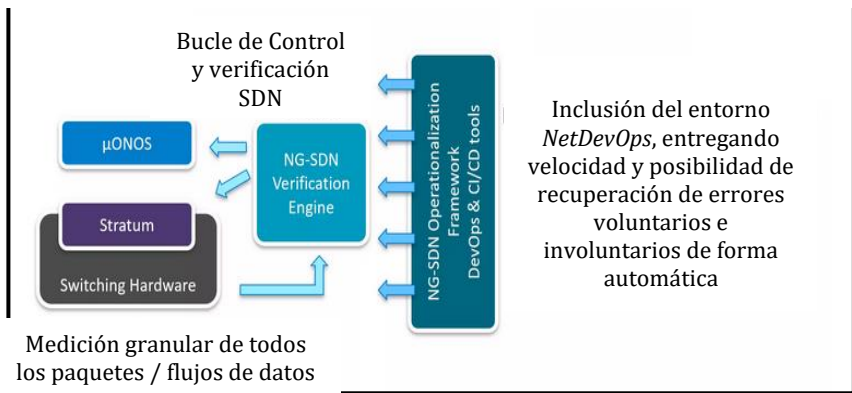 Bucle de Control
y verificación
SDN
µONOS
NG-SDN
Verification
Engine
Stratum
Switching Hardware
NG-SDN Operationalization
Framework
DevOps & CI/CD tools
Inclusión del entorno
NetDevOps, entregando
velocidad y posibilidad de
recuperación de errores
voluntarios e
involuntarios de forma
automática
Medición granular de todos
los paquetes / flujos de datos